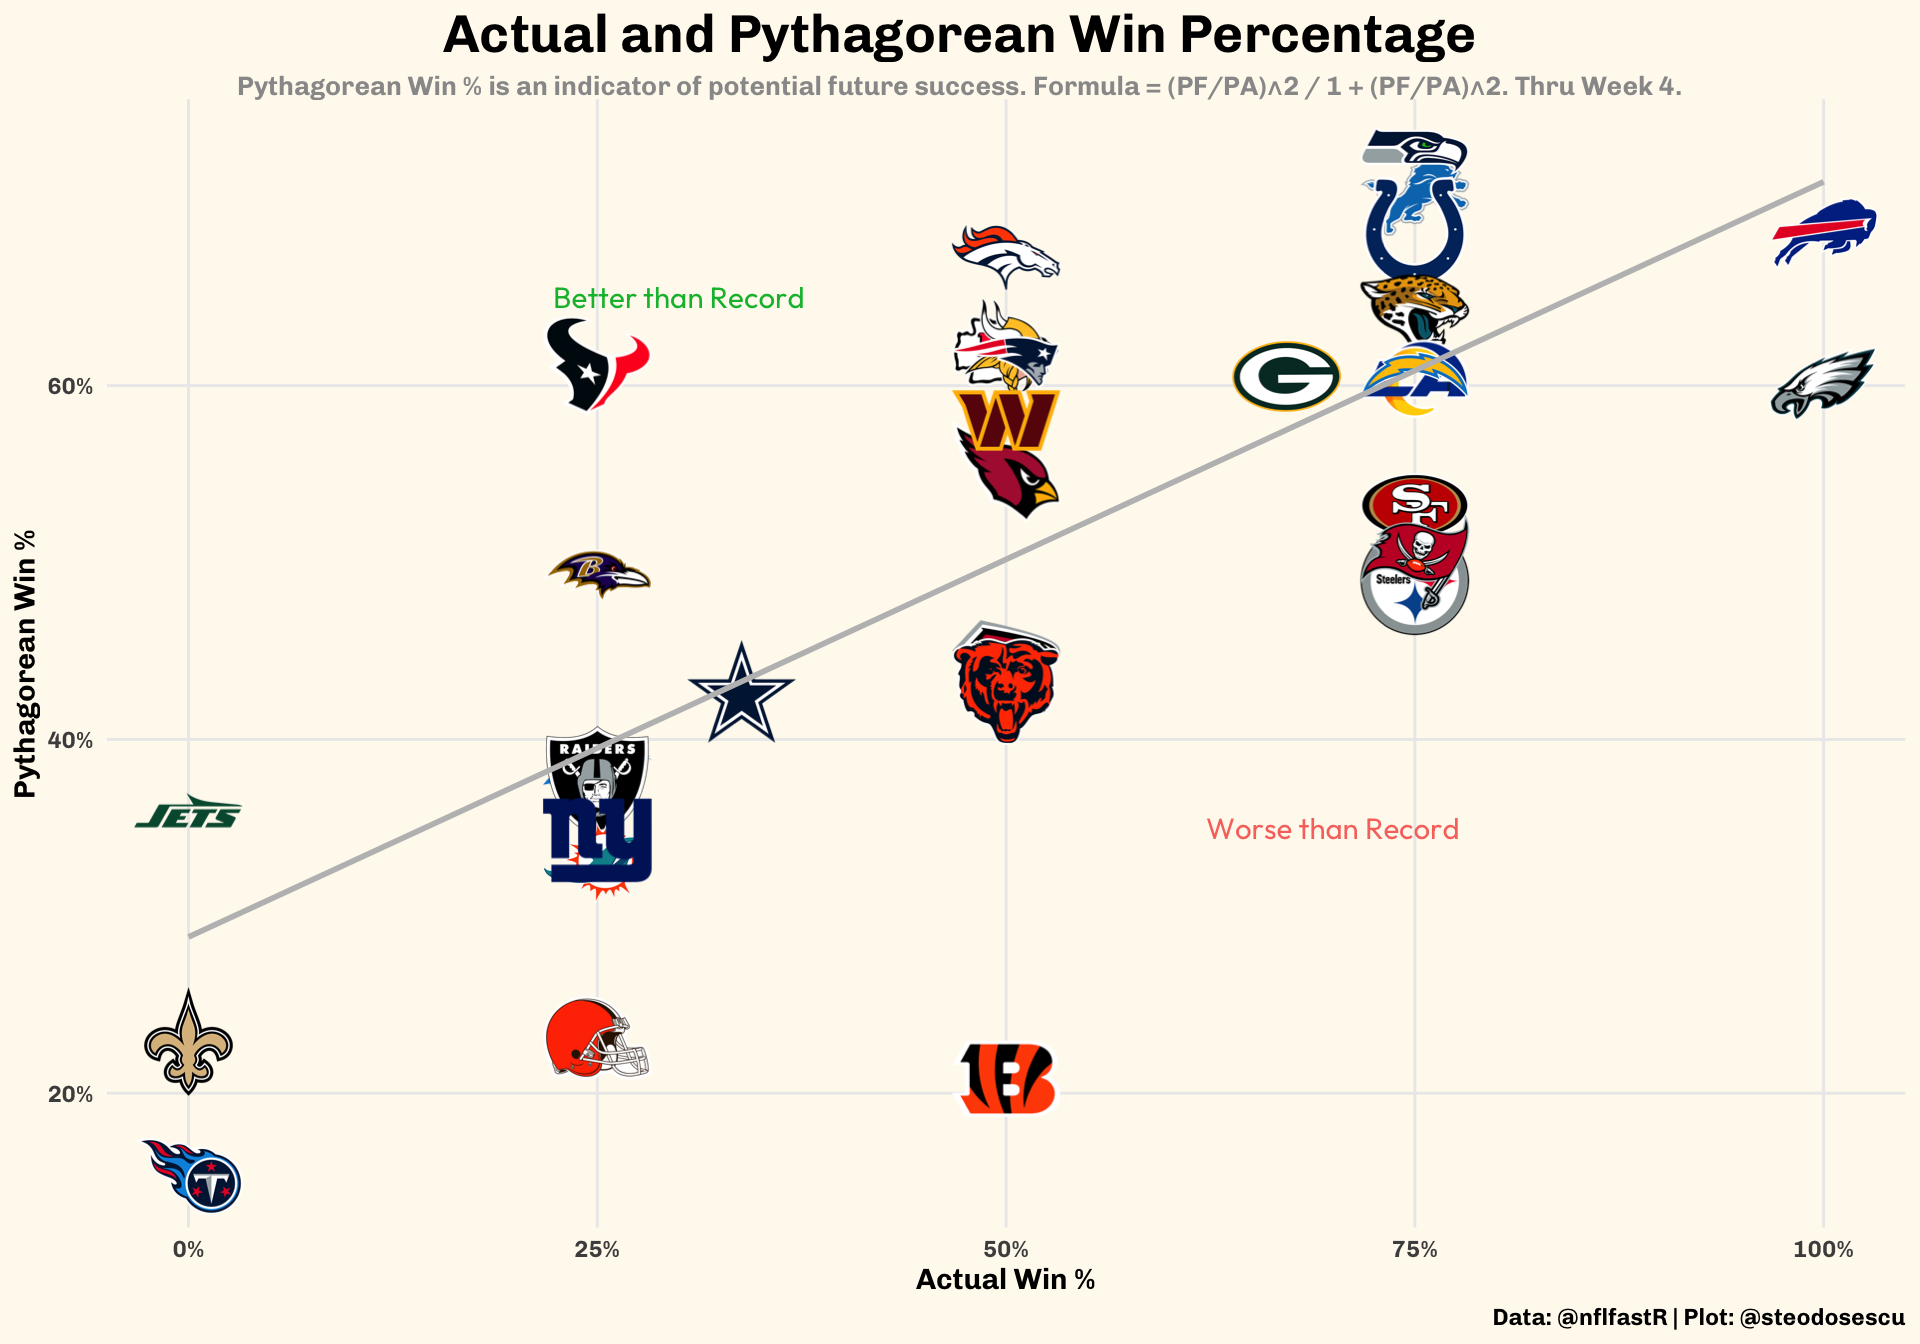 Actual and Pythagorean Win Percentage
Pythagorean Win % is an indicator of potential future success. Formula = (PF/PA)^2 / 1 + (PF/PA)^2. Thru Week 4.
Better than Record
60%
G
W
SF
Steelers
B
Pythagorean Win %
40%
RAIDERS
JETS
ny
Worse than Record
20%
B
T
0%
25%
50%
75%
100%
Actual Win %
Data: @nflfastR | Plot: @steodosescu